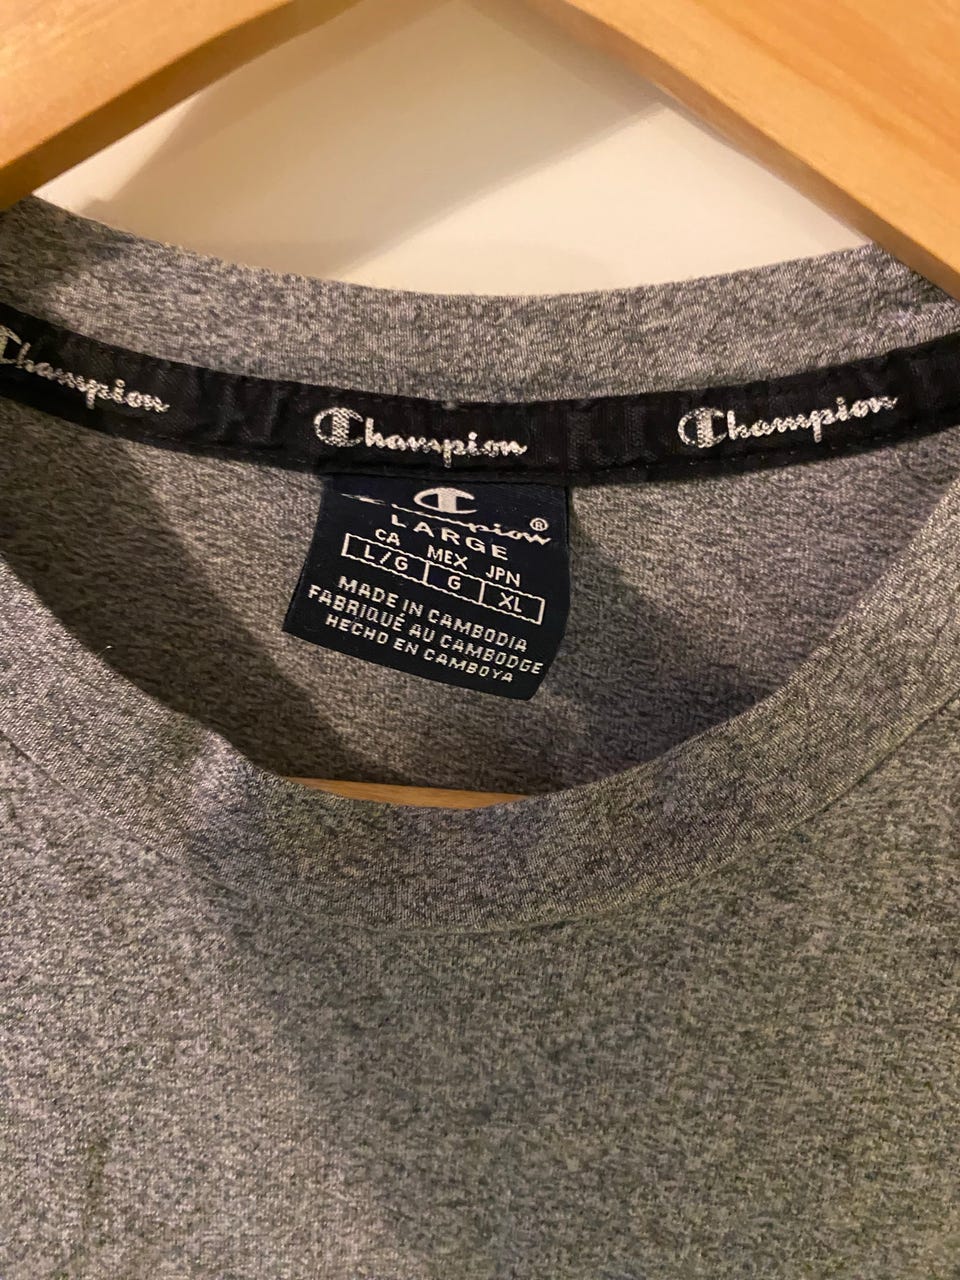 Champion Champion Champion
Champion®
LARGE
CA MEX JPN
L/G G XL
MADE IN CAMBODIA
FABRIQUÉ AU CAMBODGE
HECHO EN CAMBOYA